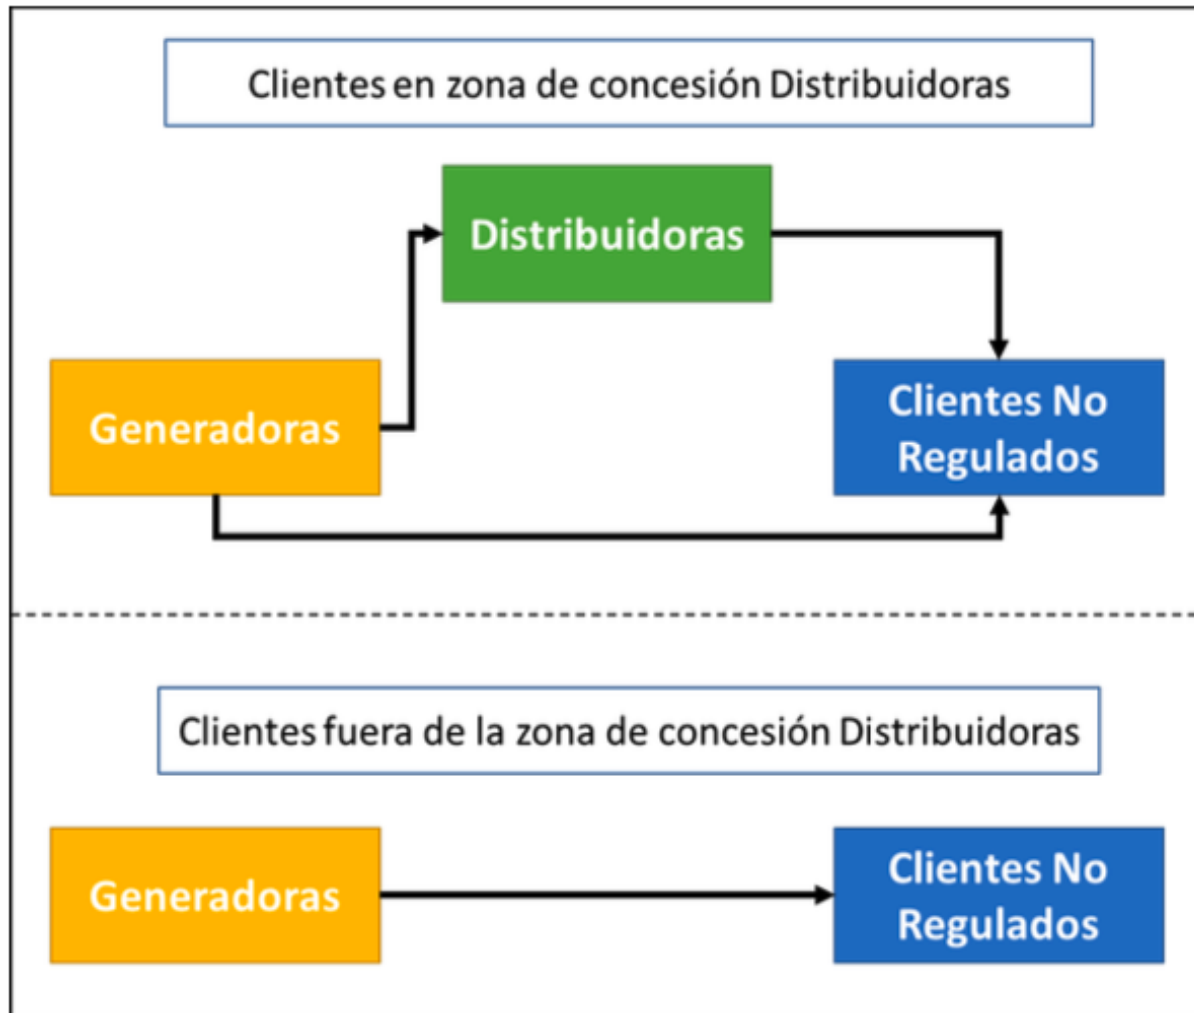 Clientes en zona de concesión Distribuidoras
Distribuidoras
Generadoras
Clientes No
Regulados
Clientes fuera de la zona de concesión Distribuidoras
Generadoras
Clientes No
Regulados